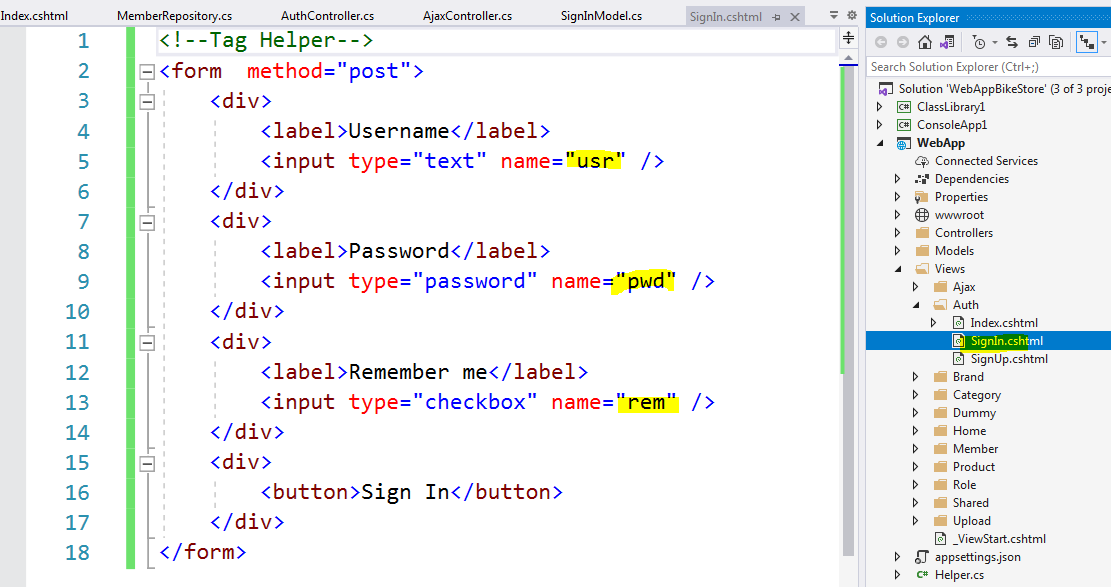 Index.cshtml MemberRepository.cs AuthController.cs AjaxController.cs SignInModel.cs SignIn.cshtml
1 <!--Tag Helper-->
2 <form  method="post">
3 <div>
4 <label>Username</label>
5 <input type="text" name="usr" />
6 </div>
7 <div>
8 <label>Password</label>
9 <input type="password" name="pwd" />
10 </div>
11 <div>
12 <label>Remember me</label>
13 <input type="checkbox" name="rem" />
14 </div>
15 <div>
16 <button>Sign In</button>
17 </div>
18 </form>
Solution Explorer
Search Solution Explorer (Ctrl+;)
Solution 'WebAppBikeStore' (3 of 3 proje
C# ClassLibrary1
C# ConsoleApp1
WebApp
Connected Services
Dependencies
Properties
wwwroot
Controllers
Models
Views
Ajax
Auth
Index.cshtml
SignIn.cshtml
SignUp.cshtml
Brand
Category
Dummy
Home
Member
Product
Role
Shared
Upload
_ViewStart.cshtml
appsettings.json
C# Helper.cs